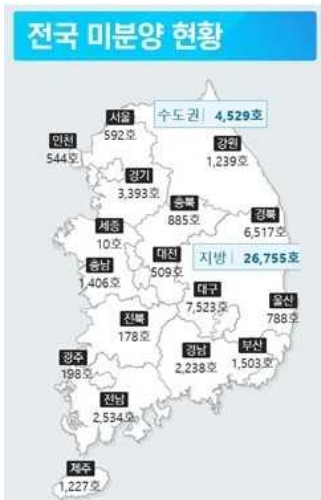 전국 미분양 현황
수도권 4,529호
서울
592호
인천
544호
강원
1,239호
경기
3,393호
충북
885호
경북
6,517호
세종
10호
대전
509호
지방 26,755호
충남
1,406호
대구
7,523호
울산
788호
전북
178호
경남
2,238호
부산
1,503호
광주
198호
전남
2,534호
제주
1,227호